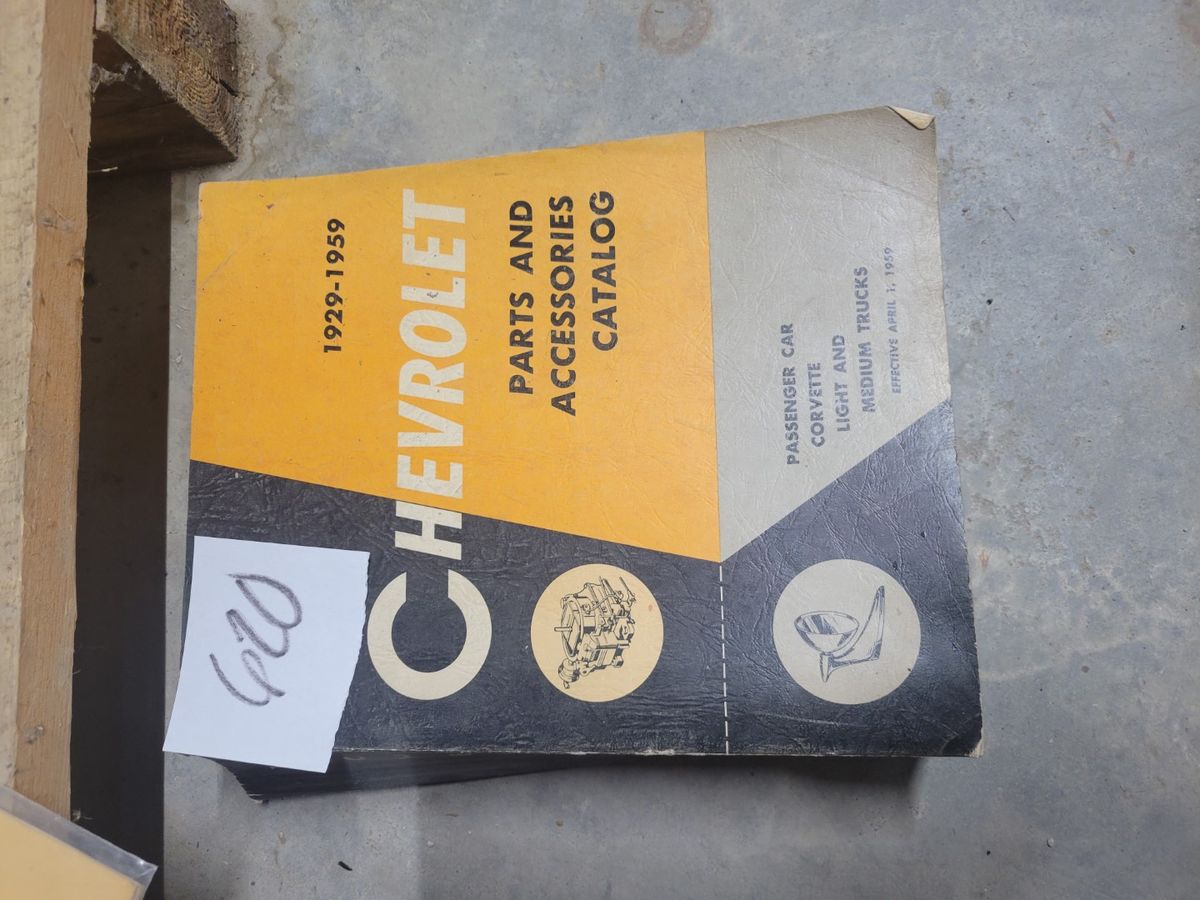 1929-1959
CHEVROLET
PARTS AND
ACCESSORIES
CATALOG
PASSENGER CAR
CORVETTE
LIGHT AND
MEDIUM TRUCKS
EFFECTIVE APRIL 1, 1959
620